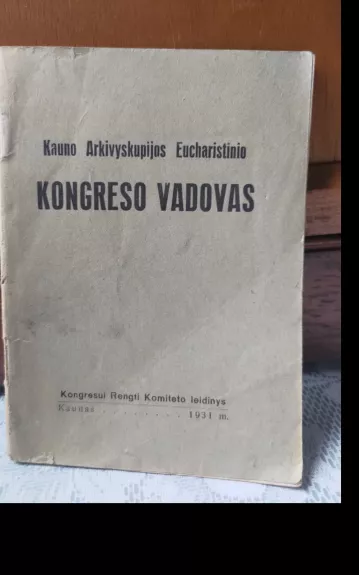 Kauno Arkivyskupijos Eucharistinio
KONGRESO VADOVAS
Kongresui Rengti Komiteto leidinys
Kaunas . . . . . . . . 1931 m.